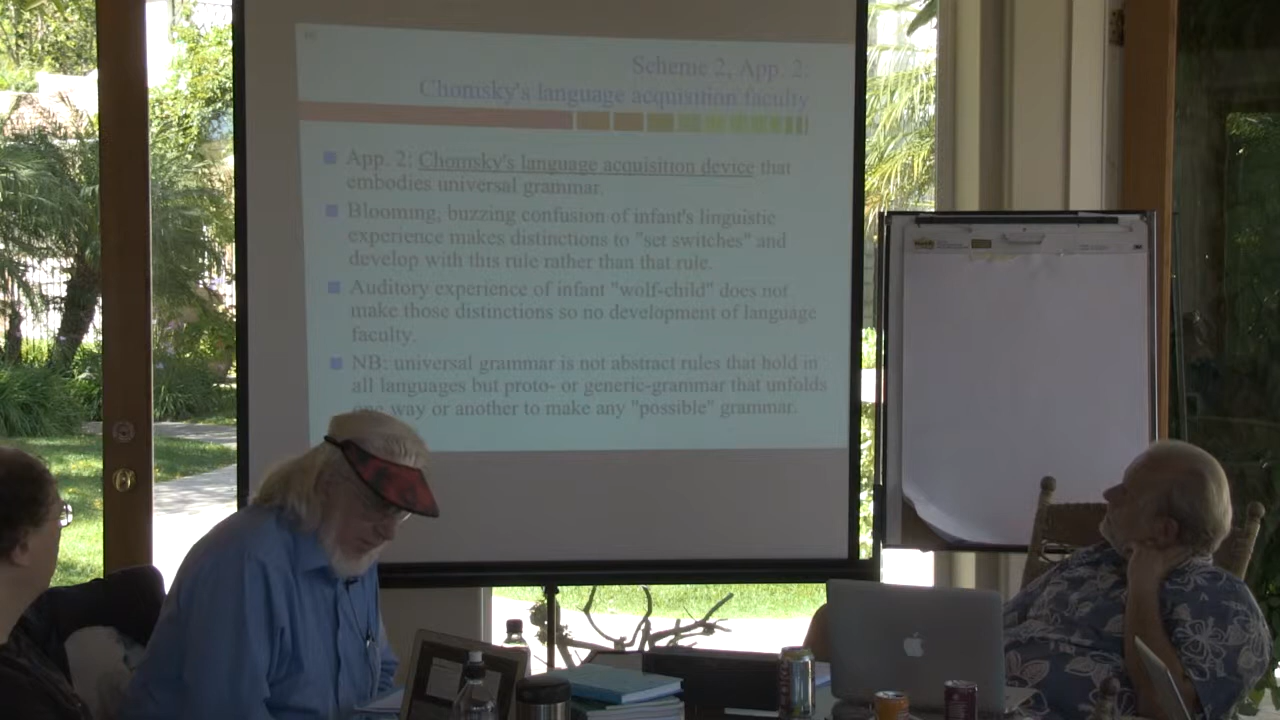 Scheme 2, App. 2:
Chomsky's language acquisition faculty
App. 2: Chomsky's language acquisition device that
embodies universal grammar.
Blooming, buzzing confusion of infant's linguistic
experience makes distinctions to "set switches" and
develop with this rule rather than that rule.
Auditory experience of infant "wolf-child" does not
make those distinctions so no development of language
faculty.
NB: universal grammar is not abstract rules that hold in
all languages but proto- or generic-grammar that unfolds
one way or another to make any "possible" grammar.